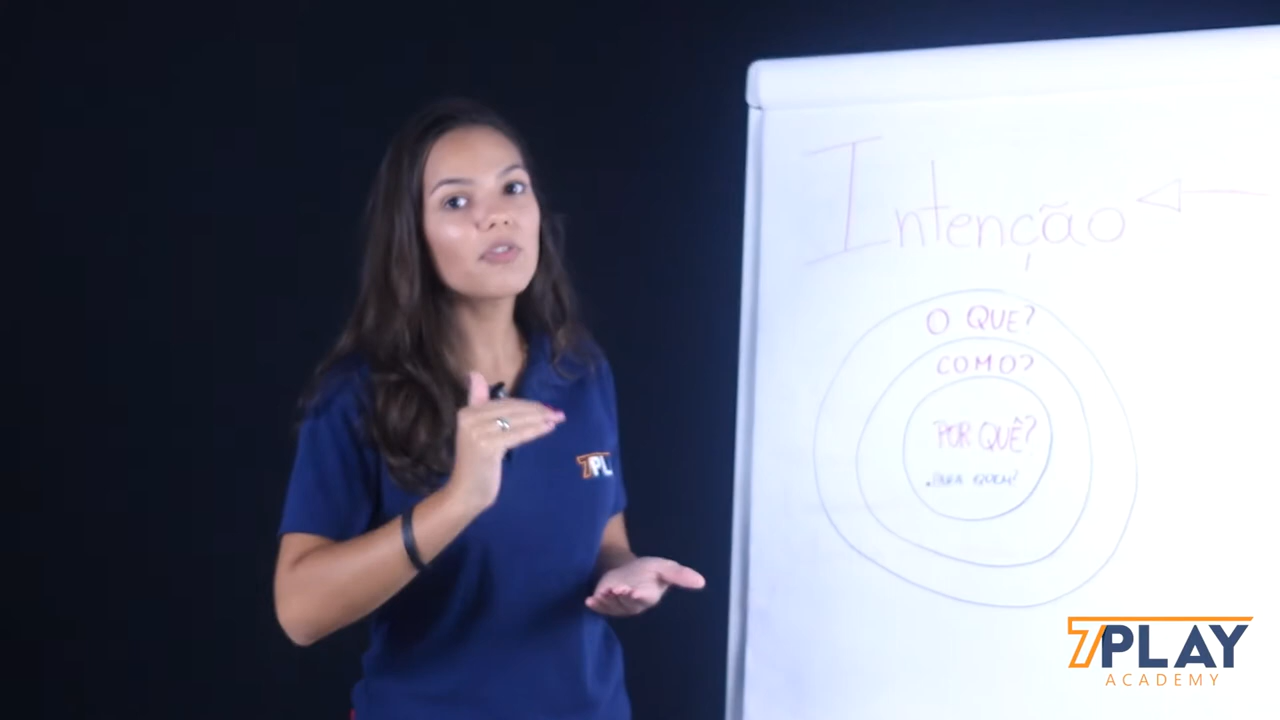 Intenção
O QUE?
COMO?
POR QUÊ?
.PARA QUEM?
7PL
7PLAY
ACADEMY